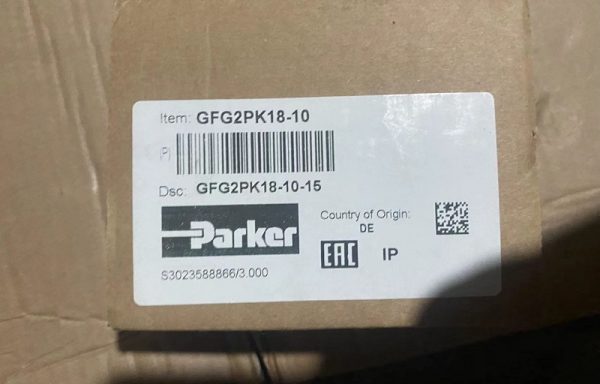 Item: GFG2PK18-10
(P)
Dsc: GFG2PK18-10-15
Parker
Country of Origin:
DE
EAC IP
S3023588866/3.000